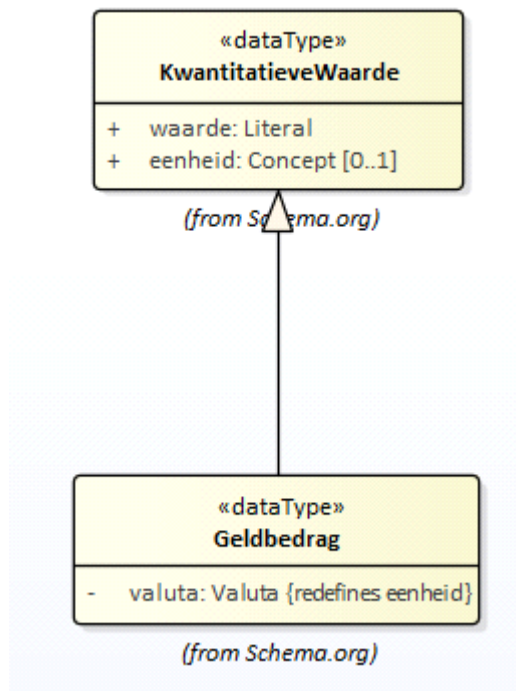 «dataType»
KwantitatieveWaarde
+ waarde: Literal
+ eenheid: Concept [0..1]
(from Schema.org)
«dataType»
Geldbedrag
- valuta: Valuta {redefines eenheid}
(from Schema.org)